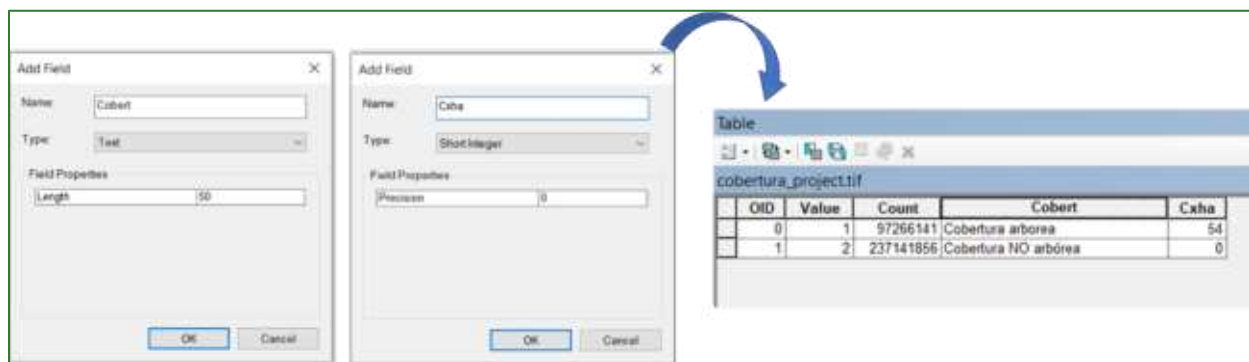 Add Field
Name:
Cobert
Type:
Text
Field Properties
Length
50
OK
Cancel
Add Field
Name:
Cxha
Type:
Short Integer
Field Properties
Precision
0
OK
Cancel
Table
cobertura_project.tif
OID Value Count Cobert Cxha
0 1 97266141 Cobertura arborea 54
1 2 237141856 Cobertura NO arbórea 0